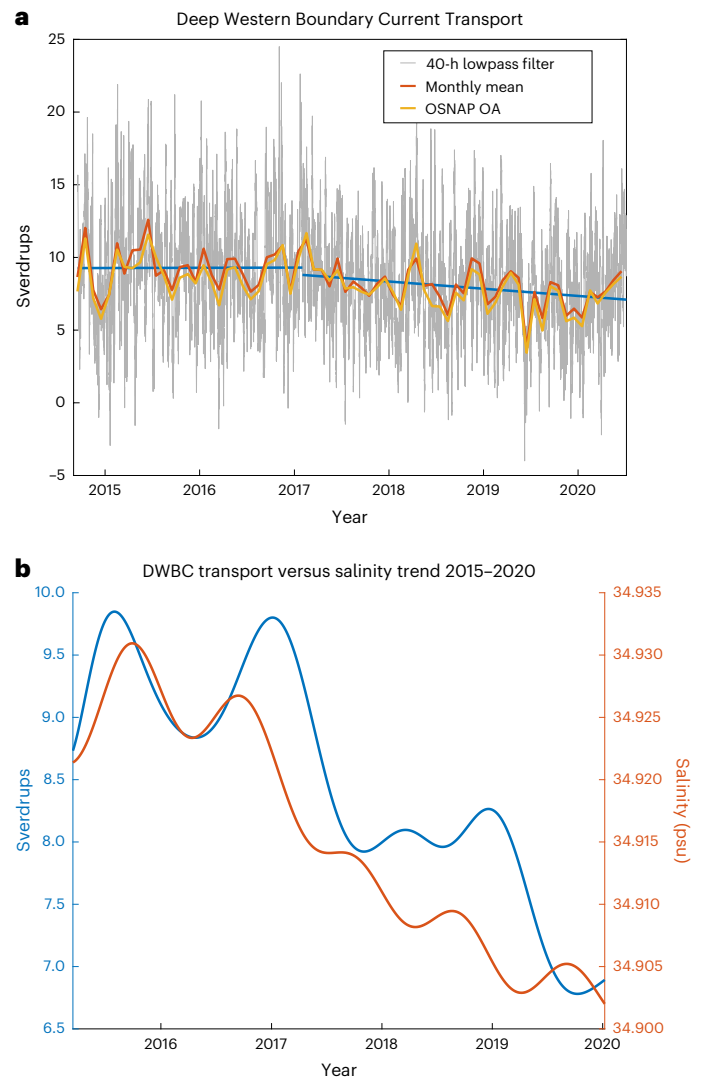 a
Deep Western Boundary Current Transport
25
20
15
10
5
0
–5
Sverdrups
40-h lowpass filter
Monthly mean
OSNAP OA
2015 2016 2017 2018 2019 2020
Year
b
DWBC transport versus salinity trend 2015–2020
10.0
9.5
9.0
8.5
8.0
7.5
7.0
6.5
Sverdrups
34.935
34.930
34.925
34.920
34.915
34.910
34.905
34.900
Salinity (psu)
2016 2017 2018 2019 2020
Year